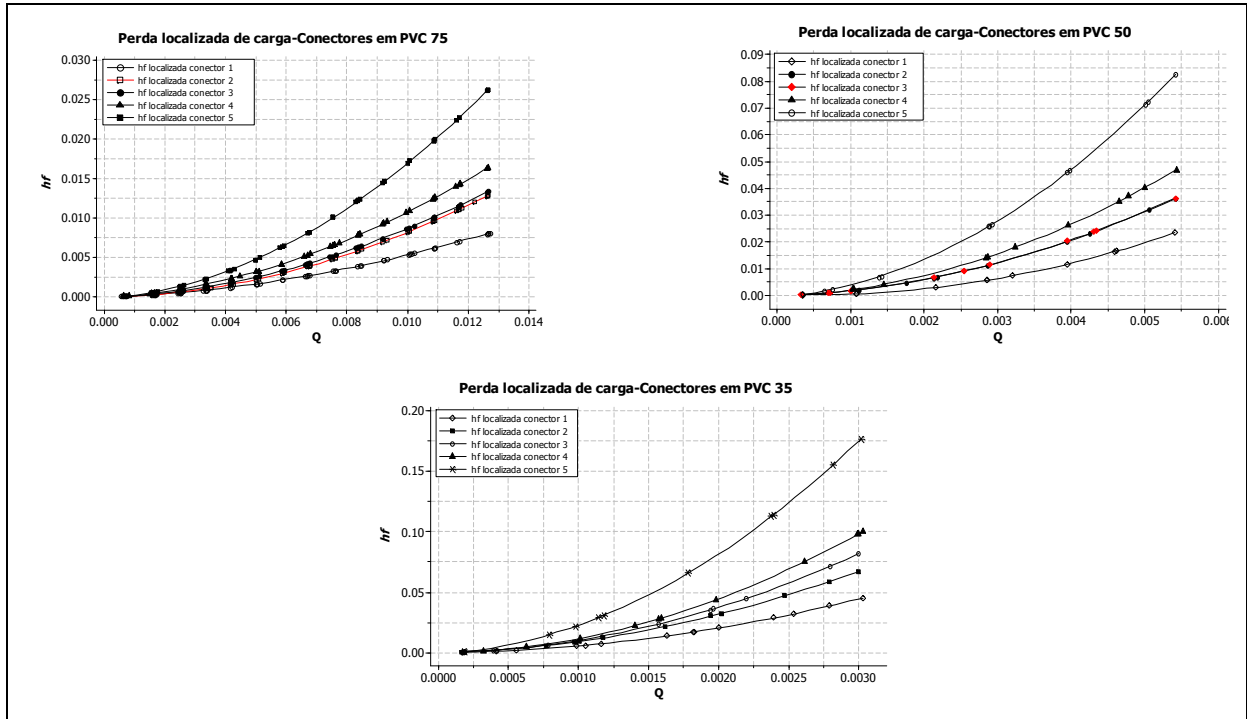 Perda localizada de carga-Conectores em PVC 75
0.030
0.025
0.020
0.015
0.010
0.005
0.000
hf
hf localizada conector 1
hf localizada conector 2
hf localizada conector 3
hf localizada conector 4
hf localizada conector 5
0.000 0.002 0.004 0.006 0.008 0.010 0.012 0.014
Q
Perda localizada de carga-Conectores em PVC 50
0.09
0.08
0.07
0.06
0.05
0.04
0.03
0.02
0.01
0.00
hf
hf localizada conector 1
hf localizada conector 2
hf localizada conector 3
hf localizada conector 4
hf localizada conector 5
0.000 0.001 0.002 0.003 0.004 0.005 0.006
Q
Perda localizada de carga-Conectores em PVC 35
0.20
0.15
0.10
0.05
0.00
hf
hf localizada conector 1
hf localizada conector 2
hf localizada conector 3
hf localizada conector 4
hf localizada conector 5
0.0000 0.0005 0.0010 0.0015 0.0020 0.0025 0.0030
Q